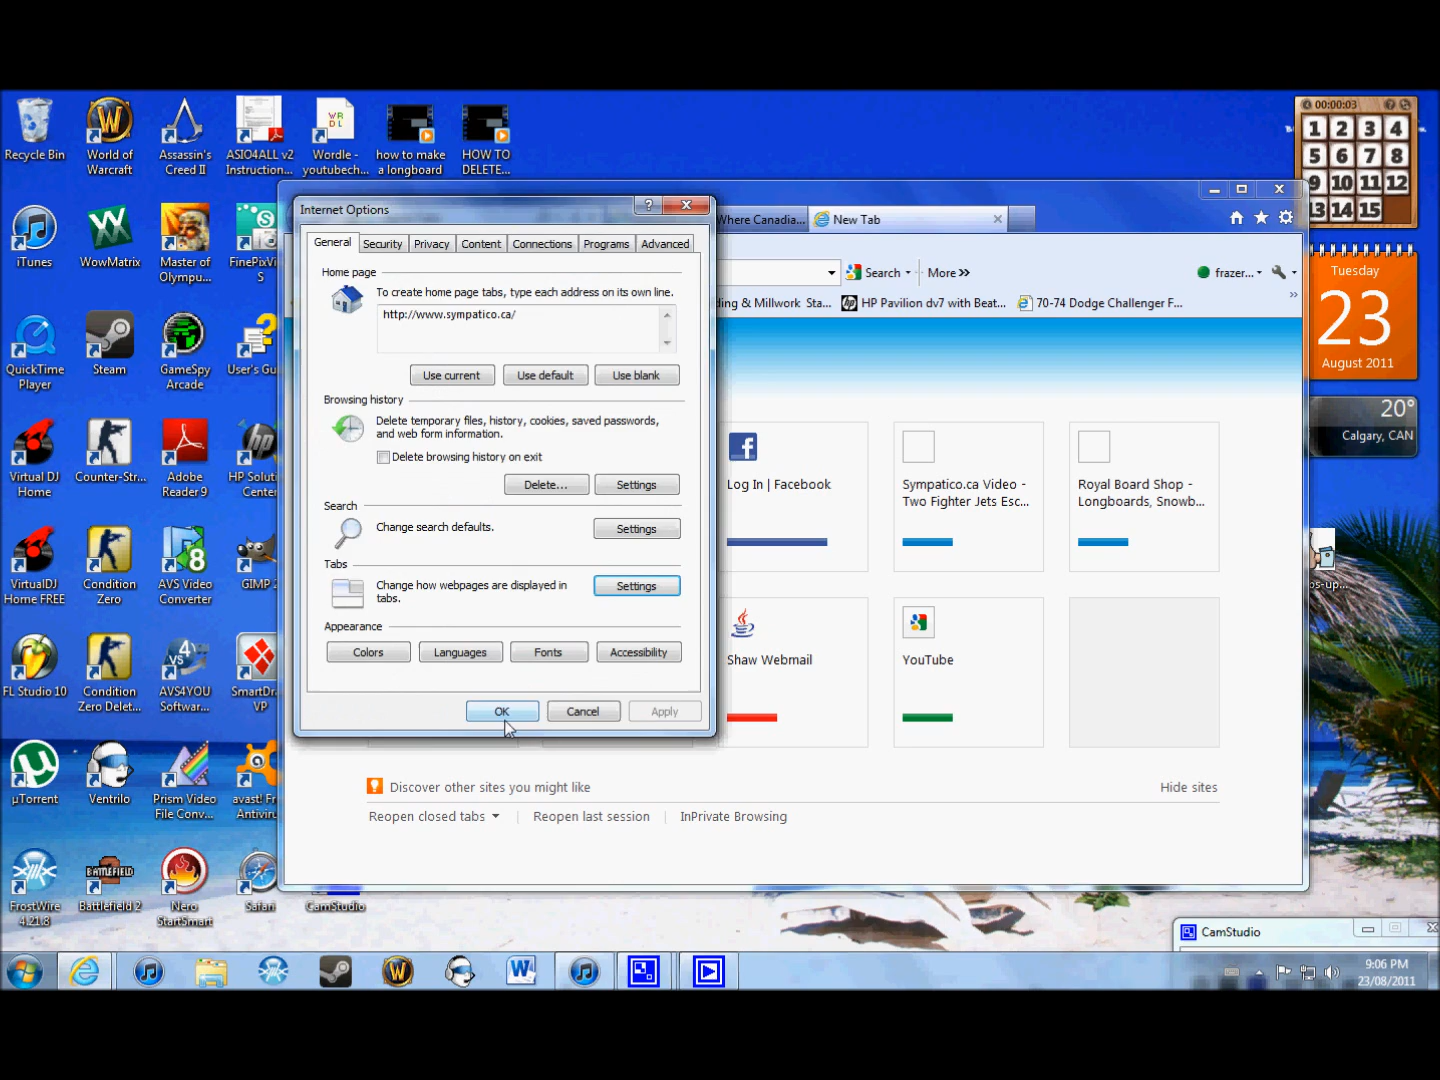 Recycle Bin
World of
Warcraft
Assassin's
Creed II
ASIO4ALL v2
Instruction...
WR
DL
Wordle -
youtubech...
how to make
a longboard
HOW TO
DELETE...
00:00:03
1 2 3 4
5 6 7 8
9 10 11 12
13 14 15
iTunes
WowMatrix
Master of
Olympu...
FinePixVi
S
QuickTime
Player
Steam
GameSpy
Arcade
User's Gu
Virtual DJ
Home
Counter-Str...
Adobe
Reader 9
HP Soluti
Center
VirtualDJ
Home FREE
Condition
Zero
AVS Video
Converter
GIMP 2
FL Studio 10
Condition
Zero Delet...
AVS4YOU
Softwar...
SmartDr
VP
µTorrent
Ventrilo
Prism Video
File Conv...
avast! Fr
Antiviru
FrostWire
4.21.8
Battlefield 2
Nero
StartSmart
Safari
CamStudio
Internet Options
General
Security
Privacy
Content
Connections
Programs
Advanced
Home page
To create home page tabs, type each address on its own line.
http://www.sympatico.ca/
Use current
Use default
Use blank
Browsing history
Delete temporary files, history, cookies, saved passwords,
and web form information.
Delete browsing history on exit
Delete...
Settings
Search
Change search defaults.
Settings
Tabs
Change how webpages are displayed in
tabs.
Settings
Appearance
Colors
Languages
Fonts
Accessibility
OK
Cancel
Apply
Where Canadia...
New Tab
Search
More »
frazer...
ding & Millwork Sta...
HP Pavilion dv7 with Beat...
70-74 Dodge Challenger F...
Log In | Facebook
Sympatico.ca Video -
Two Fighter Jets Esc...
Royal Board Shop -
Longboards, Snowb...
Shaw Webmail
YouTube
Discover other sites you might like
Hide sites
Reopen closed tabs
Reopen last session
InPrivate Browsing
Tuesday
23
August 2011
20°
Calgary, CAN
os-up...
CamStudio
9:06 PM
23/08/2011